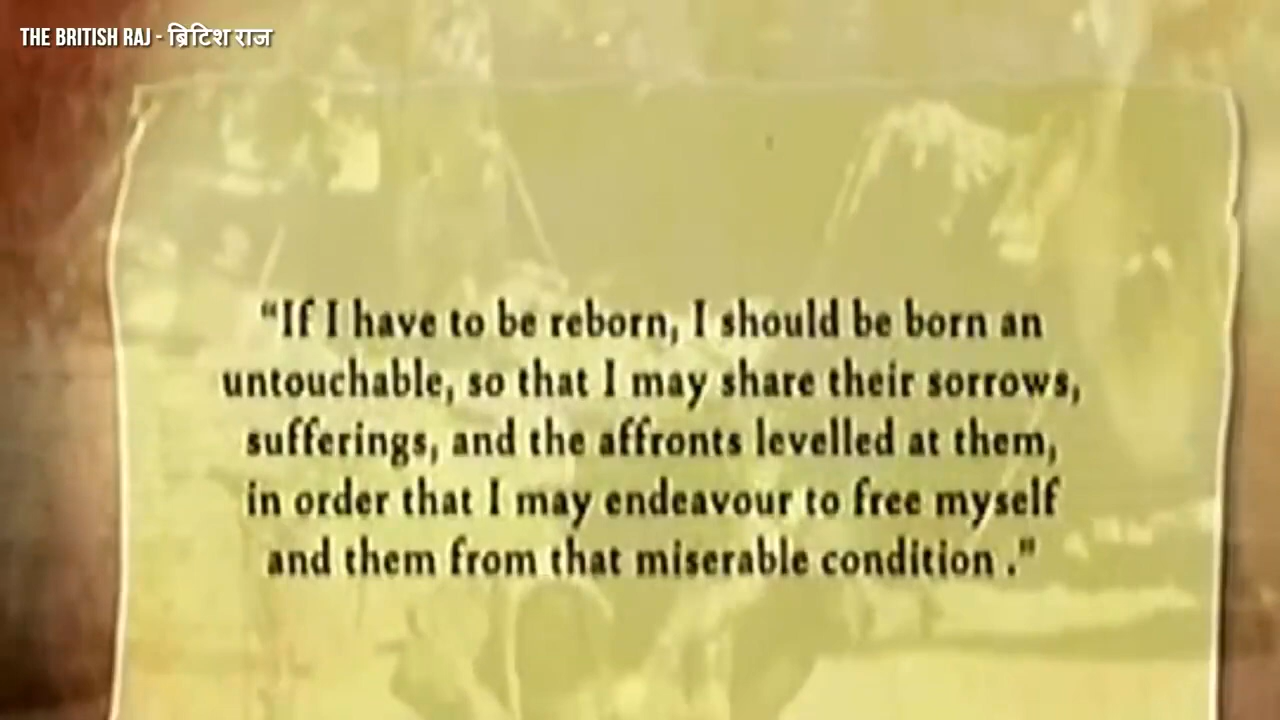 THE BRITISH RAJ - ब्रिटिश राज
“If I have to be reborn, I should be born an
untouchable, so that I may share their sorrows,
sufferings, and the affronts levelled at them,
in order that I may endeavour to free myself
and them from that miserable condition .”